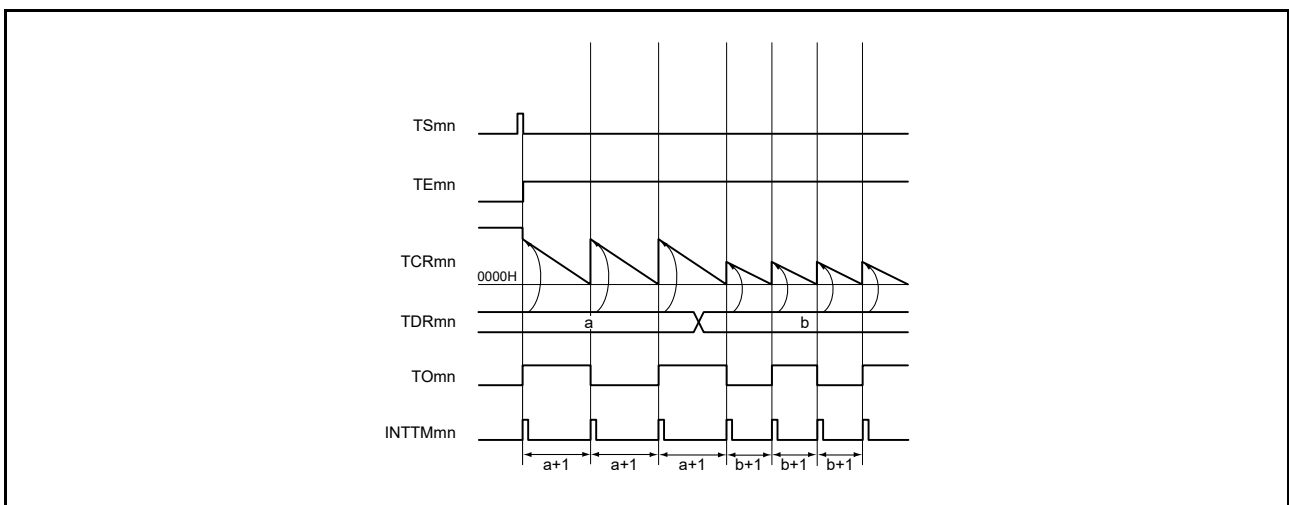 TSmn
TEmn
TCRmn
0000H
TDRmn
a
b
TOmn
INTTMmn
a+1
a+1
a+1
b+1
b+1
b+1